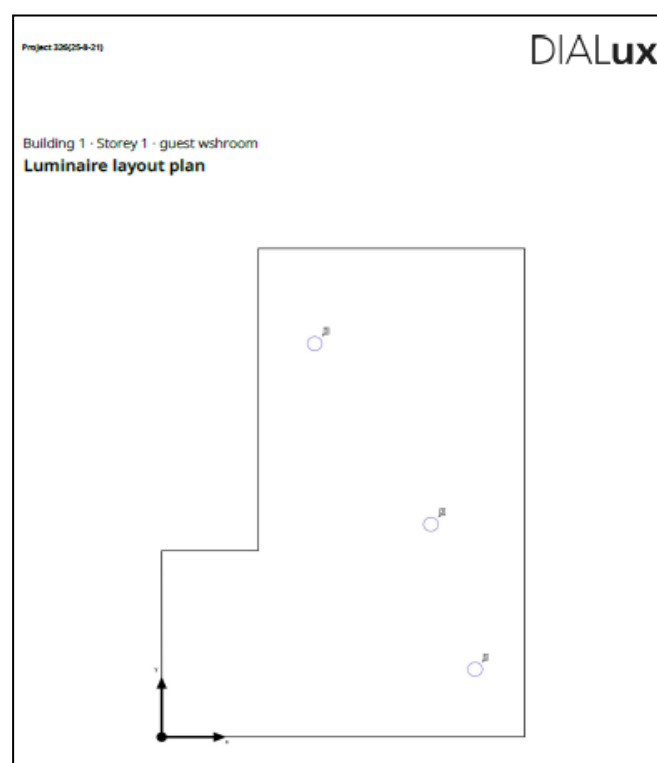 Project 326(25-8-21)
DIALux
Building 1 · Storey 1 · guest wshroom
Luminaire layout plan